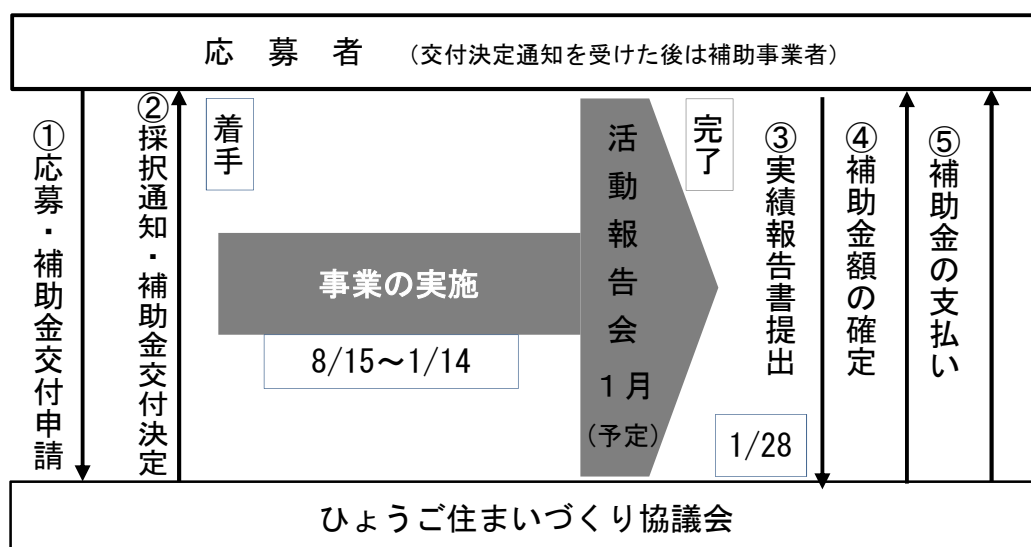 応　募　者　（交付決定通知を受けた後は補助事業者）
①応募・補助金交付申請
②採択通知・補助金交付決定
着手
事業の実施
8/15～1/14
活動報告会　１月
（予定）
完了
③実績報告書提出
1/28
④補助金額の確定
⑤補助金の支払い
ひょうご住まいづくり協議会